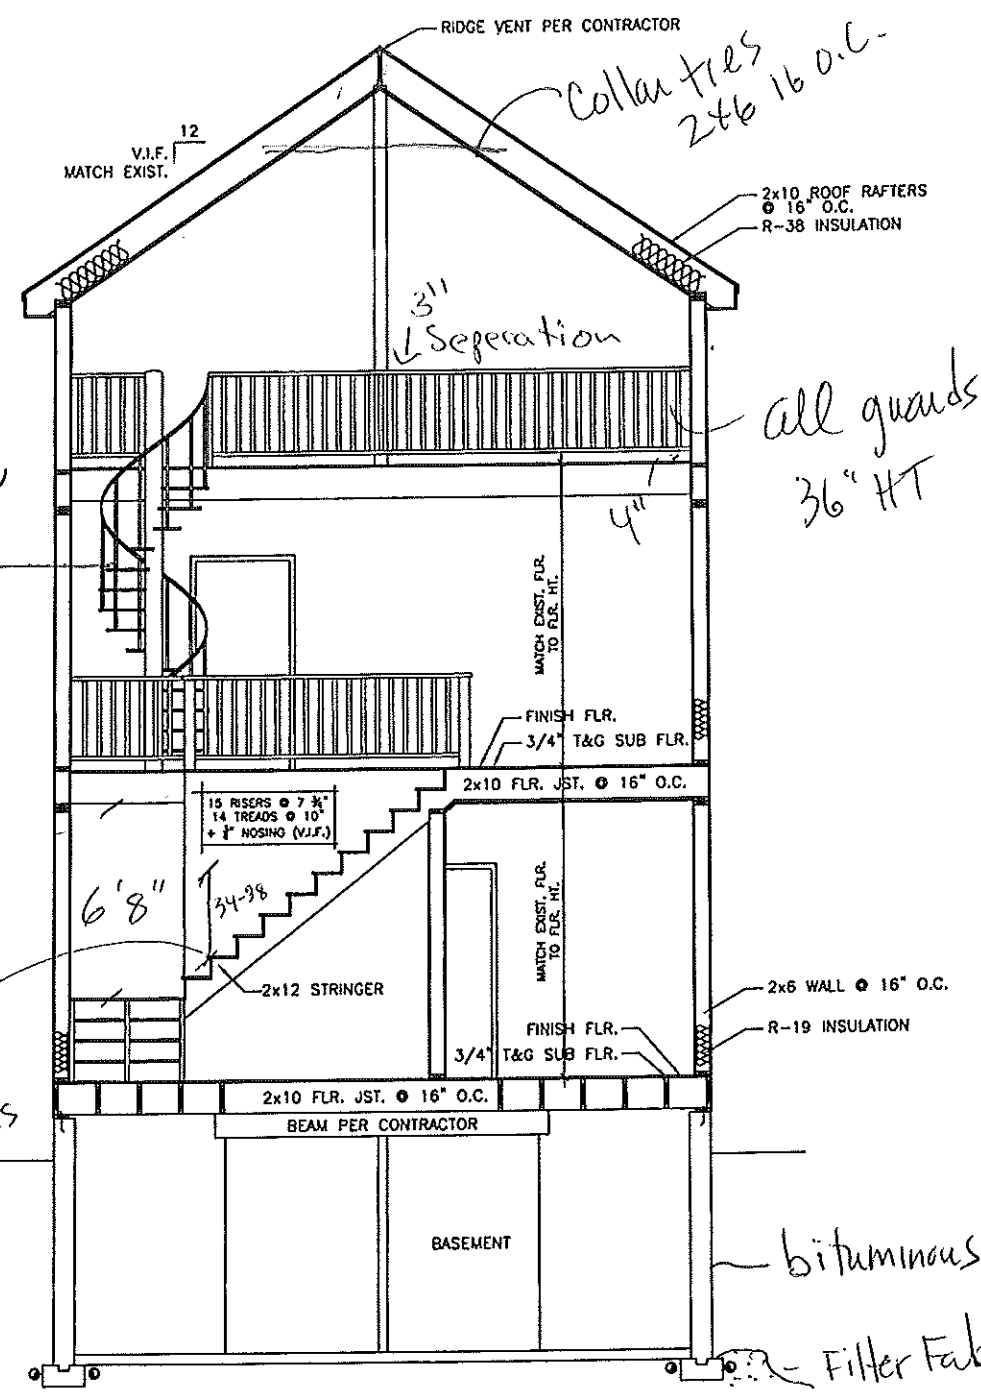 RIDGE VENT PER CONTRACTOR
Collar ties
2x6 16 O.C.
12
V.I.F.
MATCH EXIST.
2x10 ROOF RAFTERS
@ 16" O.C.
R-38 INSULATION
3"
Seperation
all guards
36" HT
4"
MATCH EXIST. FLR.
TO FLR. HT.
FINISH FLR.
3/4" T&G SUB FLR.
2x10 FLR. JST. @ 16" O.C.
15 RISERS @ 7 3/4"
14 TREADS @ 10"
NOSING (V.I.F.)
6'8"
34-38
MATCH EXIST. FLR.
TO FLR. HT.
2x12 STRINGER
2x6 WALL @ 16" O.C.
R-19 INSULATION
FINISH FLR.
3/4" T&G SUB FLR.
2x10 FLR. JST. @ 16" O.C.
BEAM PER CONTRACTOR
BASEMENT
bituminous
Filter Fab